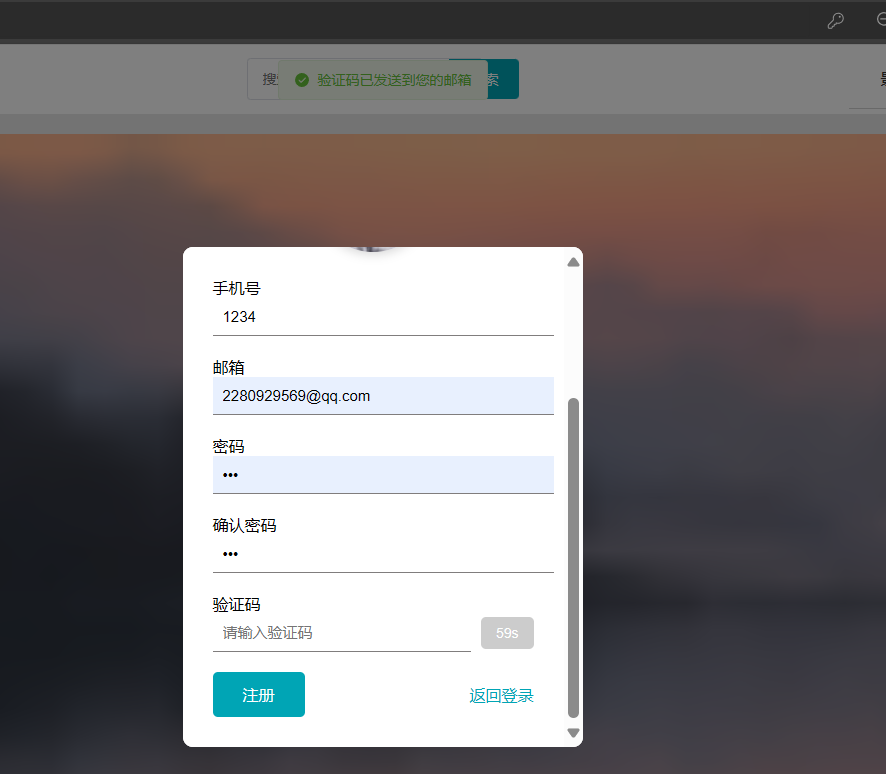 搜
验证码已发送到您的邮箱
索
手机号
1234
邮箱
2280929569@qq.com
密码
•••
确认密码
•••
验证码
请输入验证码
59s
注册
返回登录